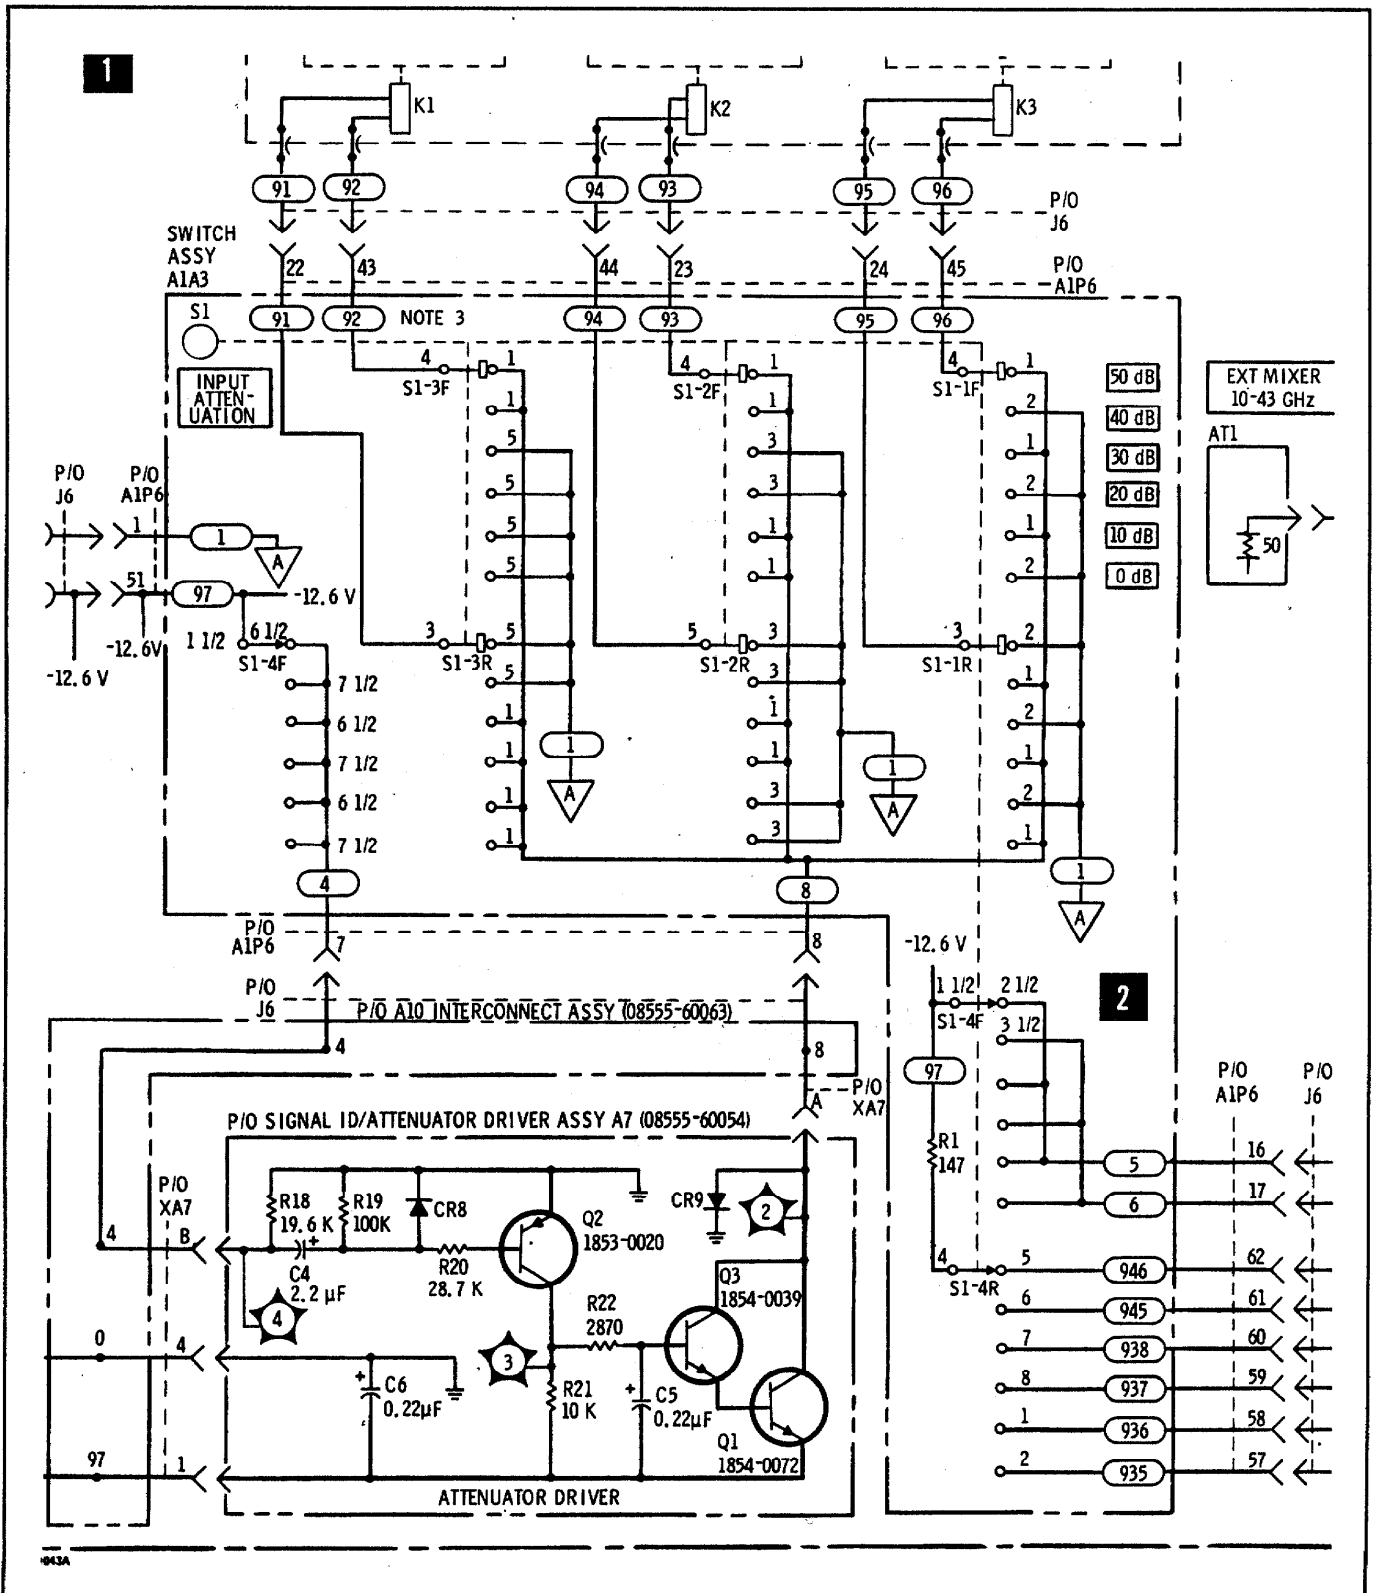 1
K1
K2
K3
91
92
94
93
95
96
P/O
J6
SWITCH
ASSY
A1A3
22
43
44
23
24
45
P/O
A1P6
S1
91
92
NOTE 3
94
93
95
96
INPUT
ATTEN-
UATION
4
S1-3F
1
1
5
5
5
5
4
S1-2F
1
1
3
3
1
1
4
S1-1F
1
2
1
2
1
2
50 dB
40 dB
30 dB
20 dB
10 dB
0 dB
EXT MIXER
10-43 GHz
AT1
50
P/O
J6
P/O
A1P6
1
1
A
51
97
-12.6 V
-12.6V
-12.6 V
1 1/2
6 1/2
S1-4F
7 1/2
6 1/2
7 1/2
6 1/2
7 1/2
3
S1-3R
5
5
1
1
1
1
1
A
5
S1-2R
3
3
1
1
3
3
1
A
3
S1-1R
2
1
2
1
2
1
1
A
4
8
P/O
A1P6
7
8
P/O
J6
P/O A10 INTERCONNECT ASSY (08555-60063)
4
8
-12.6 V
1 1/2
2 1/2
S1-4F
3 1/2
2
97
R1
147
P/O
A1P6
P/O
J6
A
P/O
XA7
P/O SIGNAL ID/ATTENUATOR DRIVER ASSY A7 (08555-60054)
5
16
6
17
4
S1-4R
5
946
62
6
945
61
7
938
60
8
937
59
1
936
58
2
935
57
P/O
XA7
4
B
R18
19.6 K
R19
100K
CR8
C4
2.2 µF
R20
28.7 K
Q2
1853-0020
CR9
2
4
Q3
1854-0039
R22
2870
3
0
4
C6
0.22µF
R21
10 K
C5
0.22µF
Q1
1854-0072
97
1
ATTENUATOR DRIVER